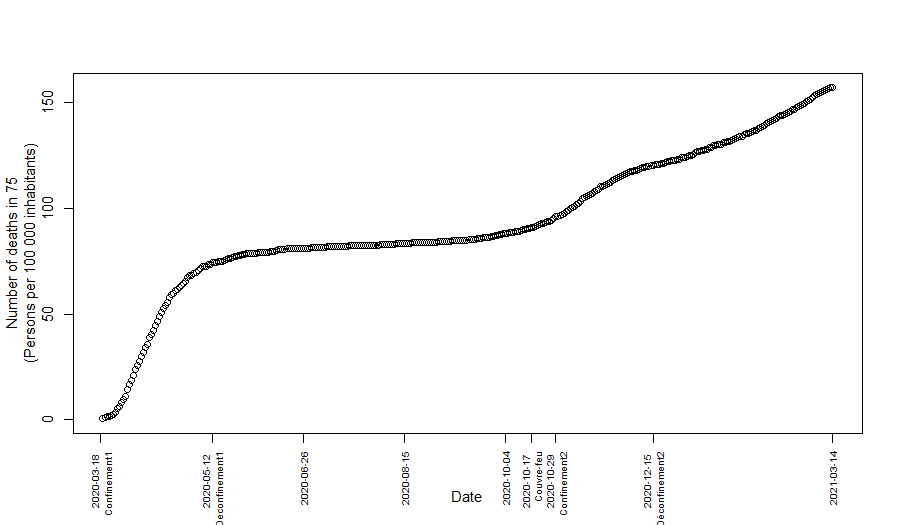 Number of deaths in 75
(Persons per 100 000 inhabitants)
150
100
50
0
2020-03-18
Confinement1
2020-05-12
Deconfinement1
2020-06-26
2020-08-15
2020-10-04
2020-10-17
Couvre-feu
2020-10-29
Confinement2
2020-12-15
Déconfinement2
2021-03-14
Date